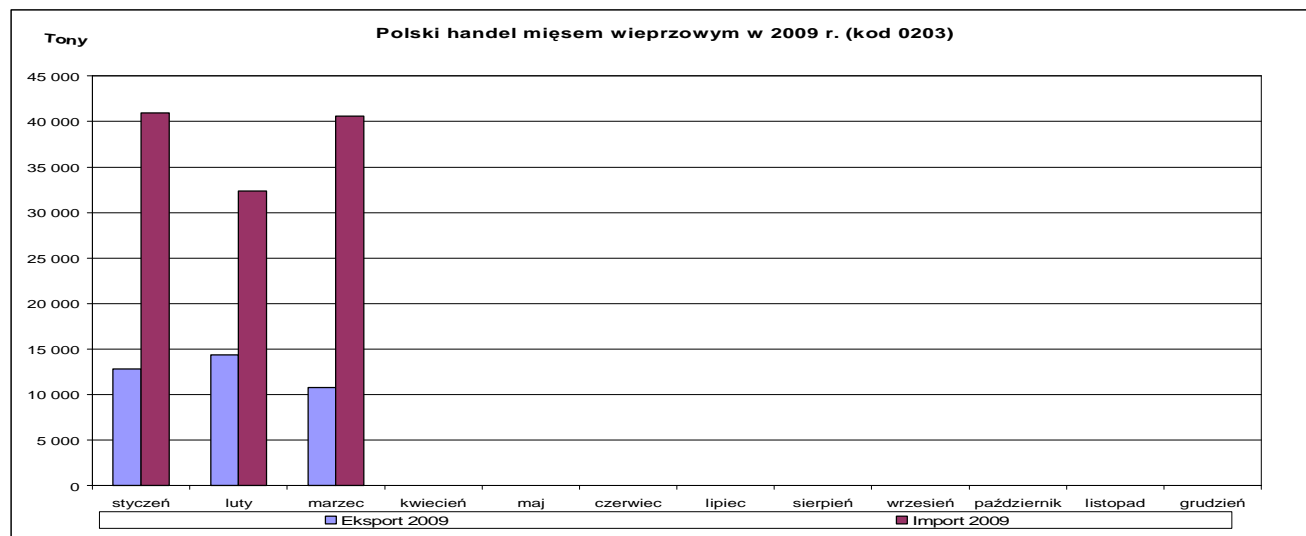 Polski handel mięsem wieprzowym w 2009 r. (kod 0203)
Tony
45 000
40 000
35 000
30 000
25 000
20 000
15 000
10 000
5 000
0
styczeń luty marzec kwiecień maj czerwiec lipiec sierpień wrzesień październik listopad grudzień
Eksport 2009 Import 2009